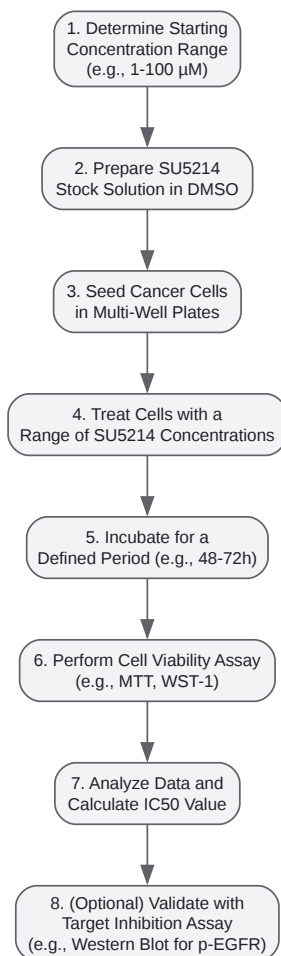 1. Determine Starting
Concentration Range
(e.g., 1-100 µM)
2. Prepare SU5214
Stock Solution in DMSO
3. Seed Cancer Cells
in Multi-Well Plates
4. Treat Cells with a
Range of SU5214 Concentrations
5. Incubate for a
Defined Period (e.g., 48-72h)
6. Perform Cell Viability Assay
(e.g., MTT, WST-1)
7. Analyze Data and
Calculate IC50 Value
8. (Optional) Validate with
Target Inhibition Assay
(e.g., Western Blot for p-EGFR)